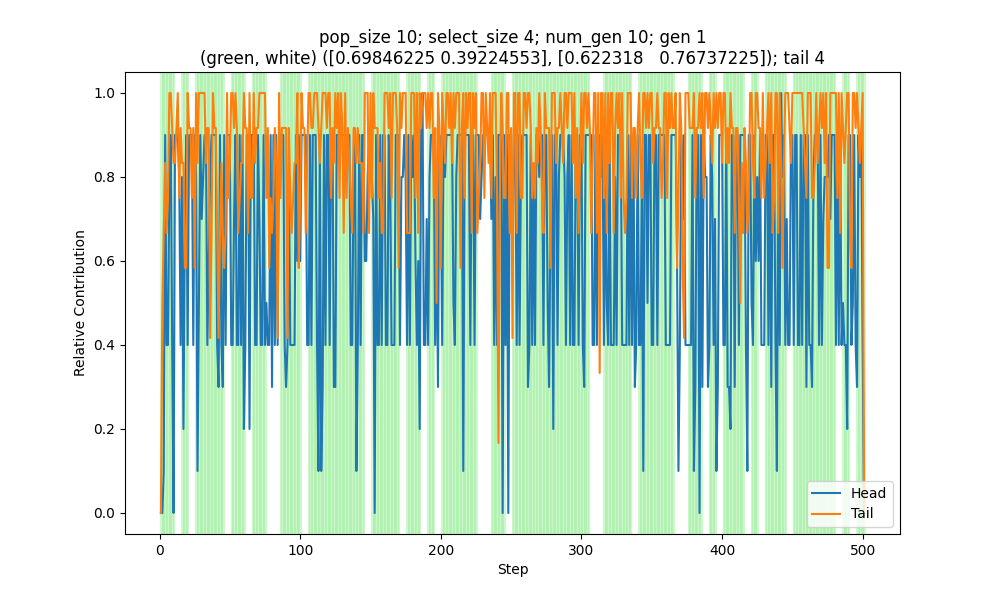 pop_size 10; select_size 4; num_gen 10; gen 1
(green, white) ([0.69846225 0.39224553], [0.622318   0.76737225]); tail 4
1.0
0.8
0.6
0.4
0.2
0.0
Relative Contribution
0
100
200
300
400
500
Step
Head
Tail